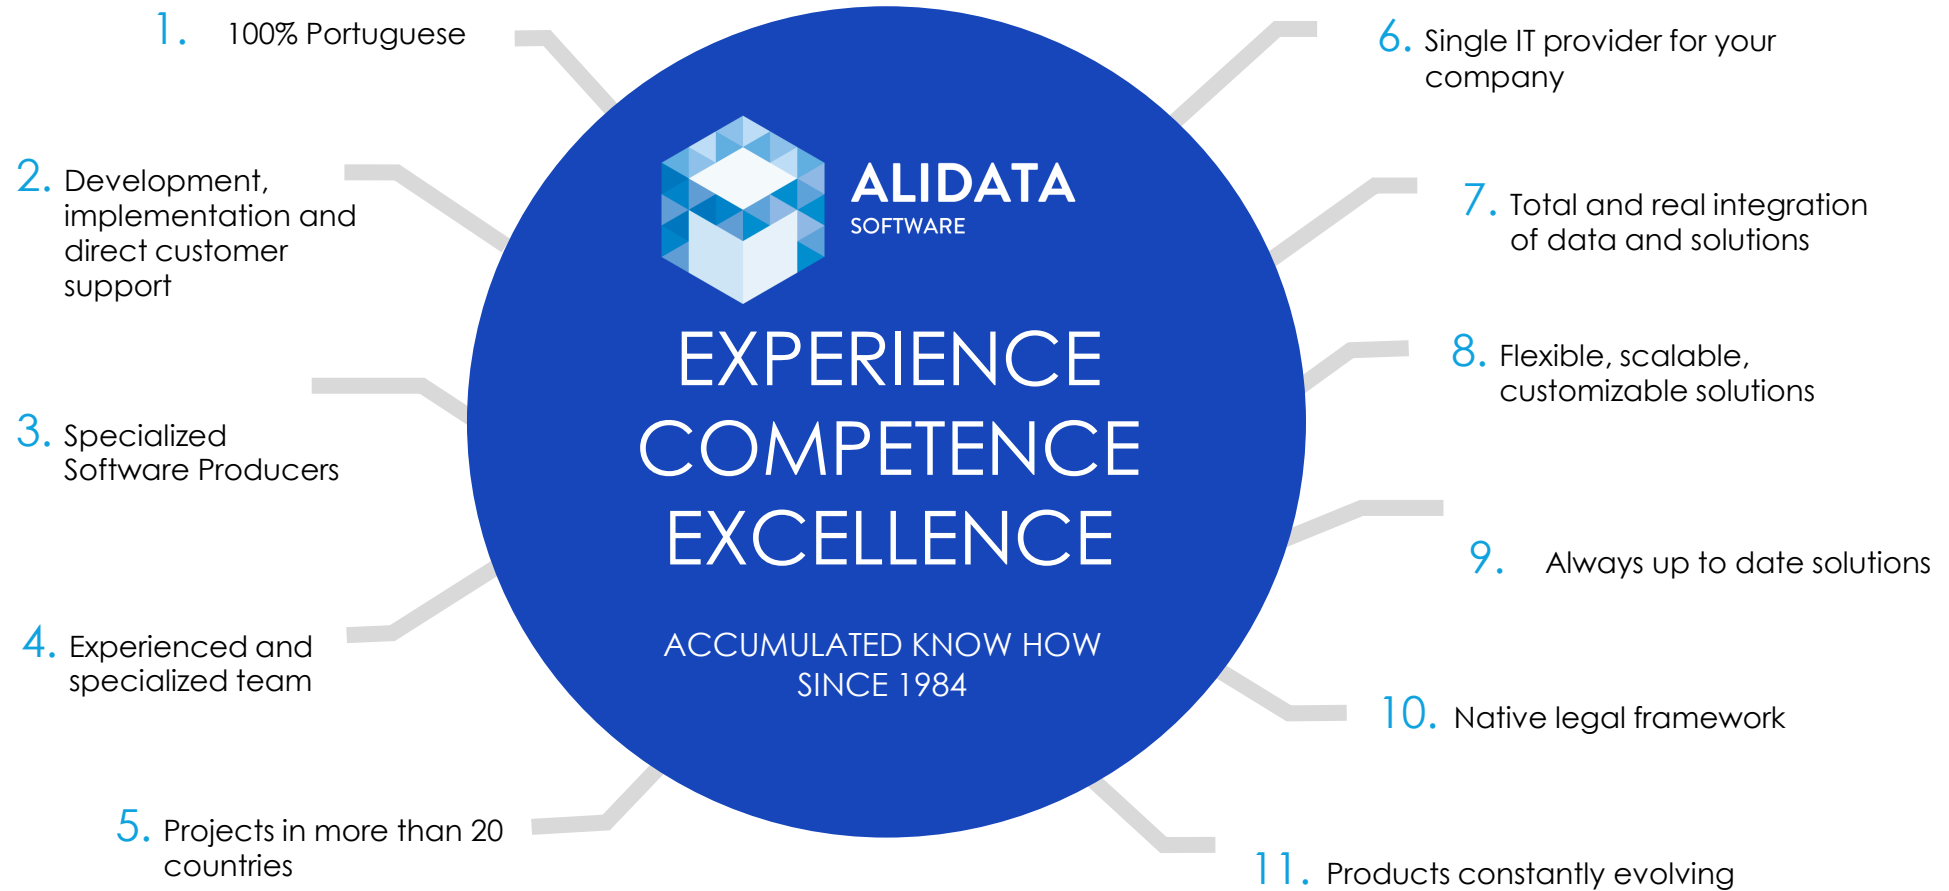 1. 100% Portuguese
2. Development,
implementation and
direct customer
support
3. Specialized
Software Producers
4. Experienced and
specialized team
5. Projects in more than 20
countries
ALIDATA
SOFTWARE
EXPERIENCE
COMPETENCE
EXCELLENCE
ACCUMULATED KNOW HOW
SINCE 1984
6. Single IT provider for your
company
7. Total and real integration
of data and solutions
8. Flexible, scalable,
customizable solutions
9. Always up to date solutions
10. Native legal framework
11. Products constantly evolving